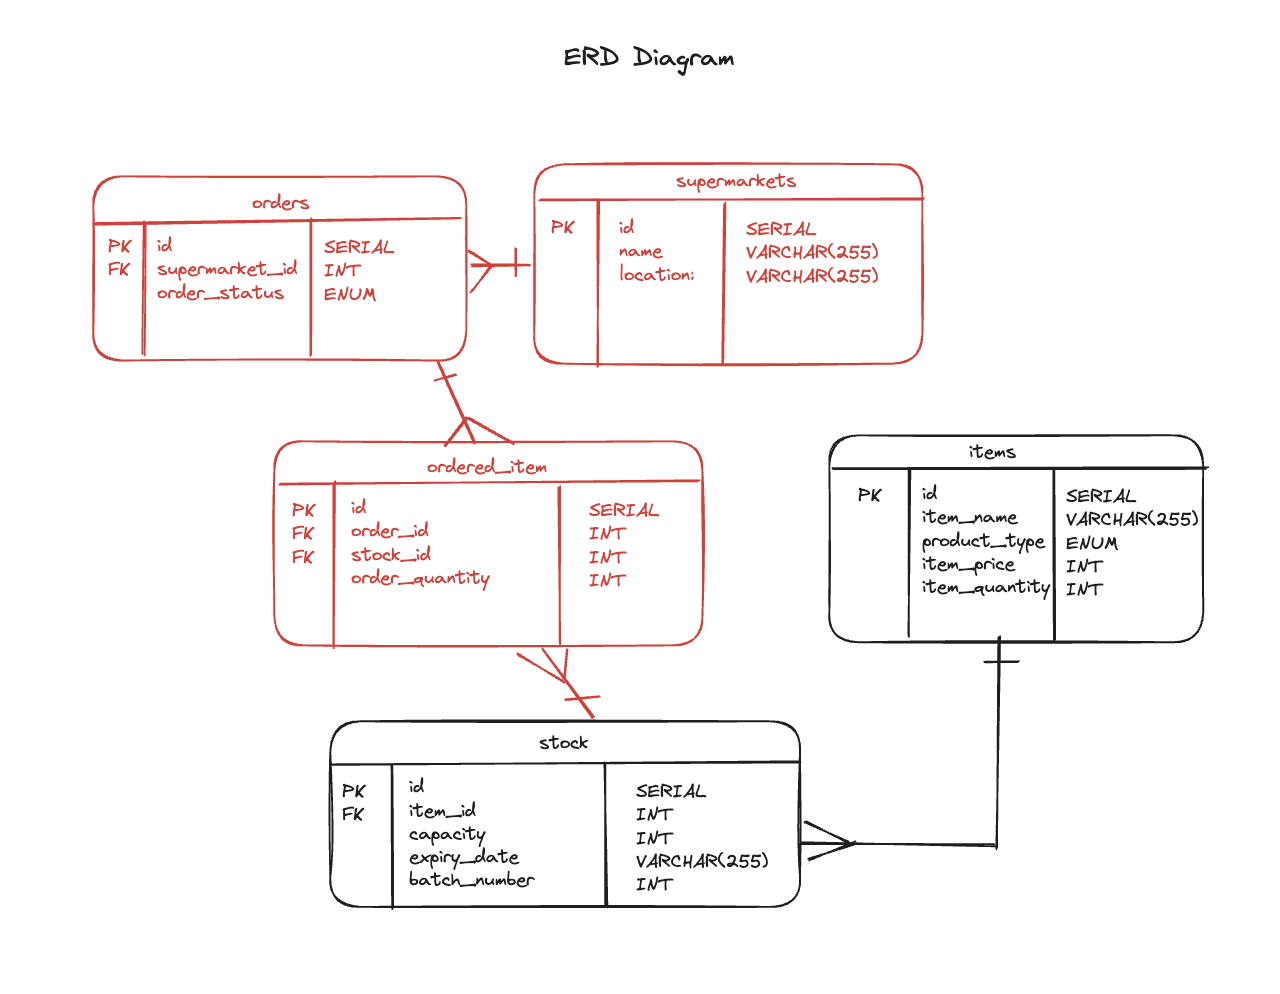 ERD Diagram
orders
PK id SERIAL
FK supermarket_id INT
order_status ENUM
supermarkets
PK id SERIAL
name VARCHAR(255)
location: VARCHAR(255)
ordered_item
PK id SERIAL
FK order_id INT
FK stock_id INT
order_quantity INT
items
PK id SERIAL
item_name VARCHAR(255)
product_type ENUM
item_price INT
item_quantity INT
stock
PK id SERIAL
FK item_id INT
capacity INT
expiry_date VARCHAR(255)
batch_number INT